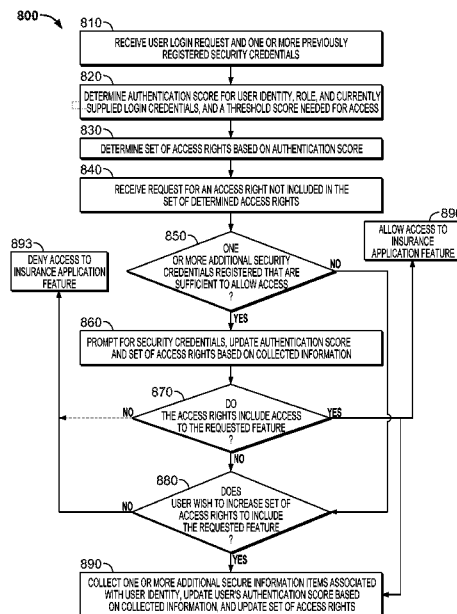 800
810
RECEIVE USER LOGIN REQUEST AND ONE OR MORE PREVIOUSLY
REGISTERED SECURITY CREDENTIALS
820
DETERMINE AUTHENTICATION SCORE FOR USER IDENTITY, ROLE, AND CURRENTLY
SUPPLIED LOGIN CREDENTIALS, AND A THRESHOLD SCORE NEEDED FOR ACCESS
830
DETERMINE SET OF ACCESS RIGHTS BASED ON AUTHENTICATION SCORE
840
RECEIVE REQUEST FOR AN ACCESS RIGHT NOT INCLUDED IN THE
SET OF DETERMINED ACCESS RIGHTS
896
ALLOW ACCESS TO
INSURANCE
APPLICATION
FEATURE
893
DENY ACCESS TO
INSURANCE APPLICATION
FEATURE
850
ONE
OR MORE ADDITIONAL SECURITY
CREDENTIALS REGISTERED THAT ARE
SUFFICIENT TO ALLOW ACCESS
?
NO
YES
860
PROMPT FOR SECURITY CREDENTIALS, UPDATE AUTHENTICATION SCORE
AND SET OF ACCESS RIGHTS BASED ON COLLECTED INFORMATION
870
DO
THE ACCESS RIGHTS INCLUDE ACCESS
TO THE REQUESTED FEATURE
?
NO
YES
NO
880
DOES
USER WISH TO INCREASE SET OF
ACCESS RIGHTS TO INCLUDE
THE REQUESTED FEATURE
?
NO
YES
890
COLLECT ONE OR MORE ADDITIONAL SECURE INFORMATION ITEMS ASSOCIATED
WITH USER IDENTITY, UPDATE USER'S AUTHENTICATION SCORE BASED
ON COLLECTED INFORMATION, AND UPDATE SET OF ACCESS RIGHTS